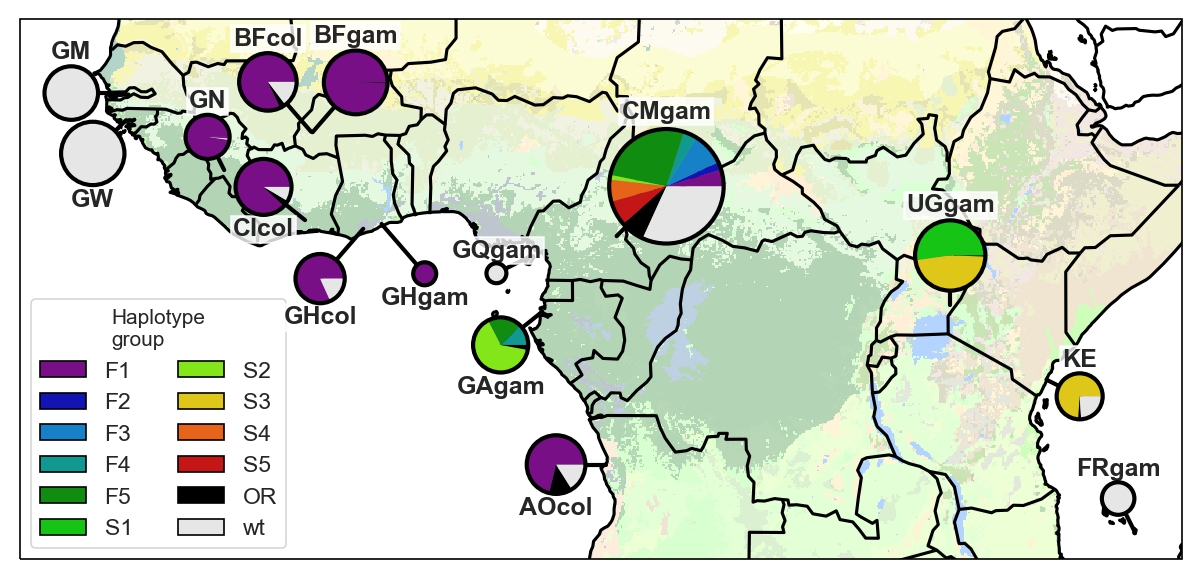 BFcol
BFgam
GM
GN
CMgam
GW
UGgam
CIcol
GQgam
GHgam
GHcol
KE
GAgam
FRgam
AOcol
Haplotype
group
F1 S2
F2 S3
F3 S4
F4 S5
F5 OR
S1 wt